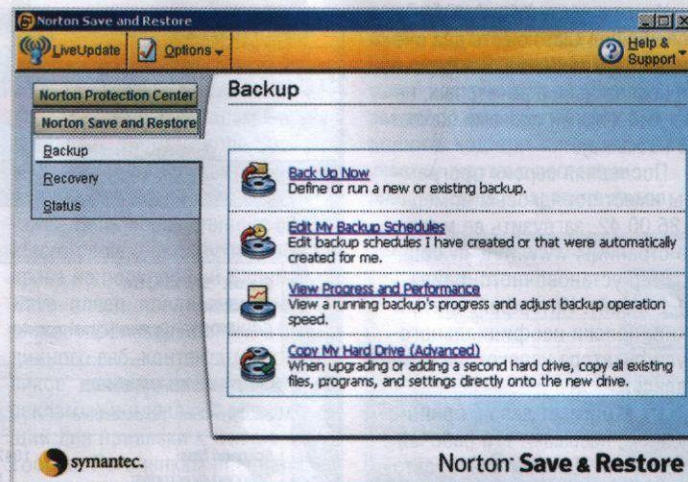 Norton Save and Restore
LiveUpdate
Options
Help &
Support
Norton Protection Center
Norton Save and Restore
Backup
Recovery
Status
Backup
Back Up Now
Define or run a new or existing backup.
Edit My Backup Schedules
Edit backup schedules I have created or that were automatically
created for me.
View Progress and Performance
View a running backup's progress and adjust backup operation
speed.
Copy My Hard Drive (Advanced)
When upgrading or adding a second hard drive, copy all existing
files, programs, and settings directly onto the new drive.
symantec.
Norton™ Save & Restore